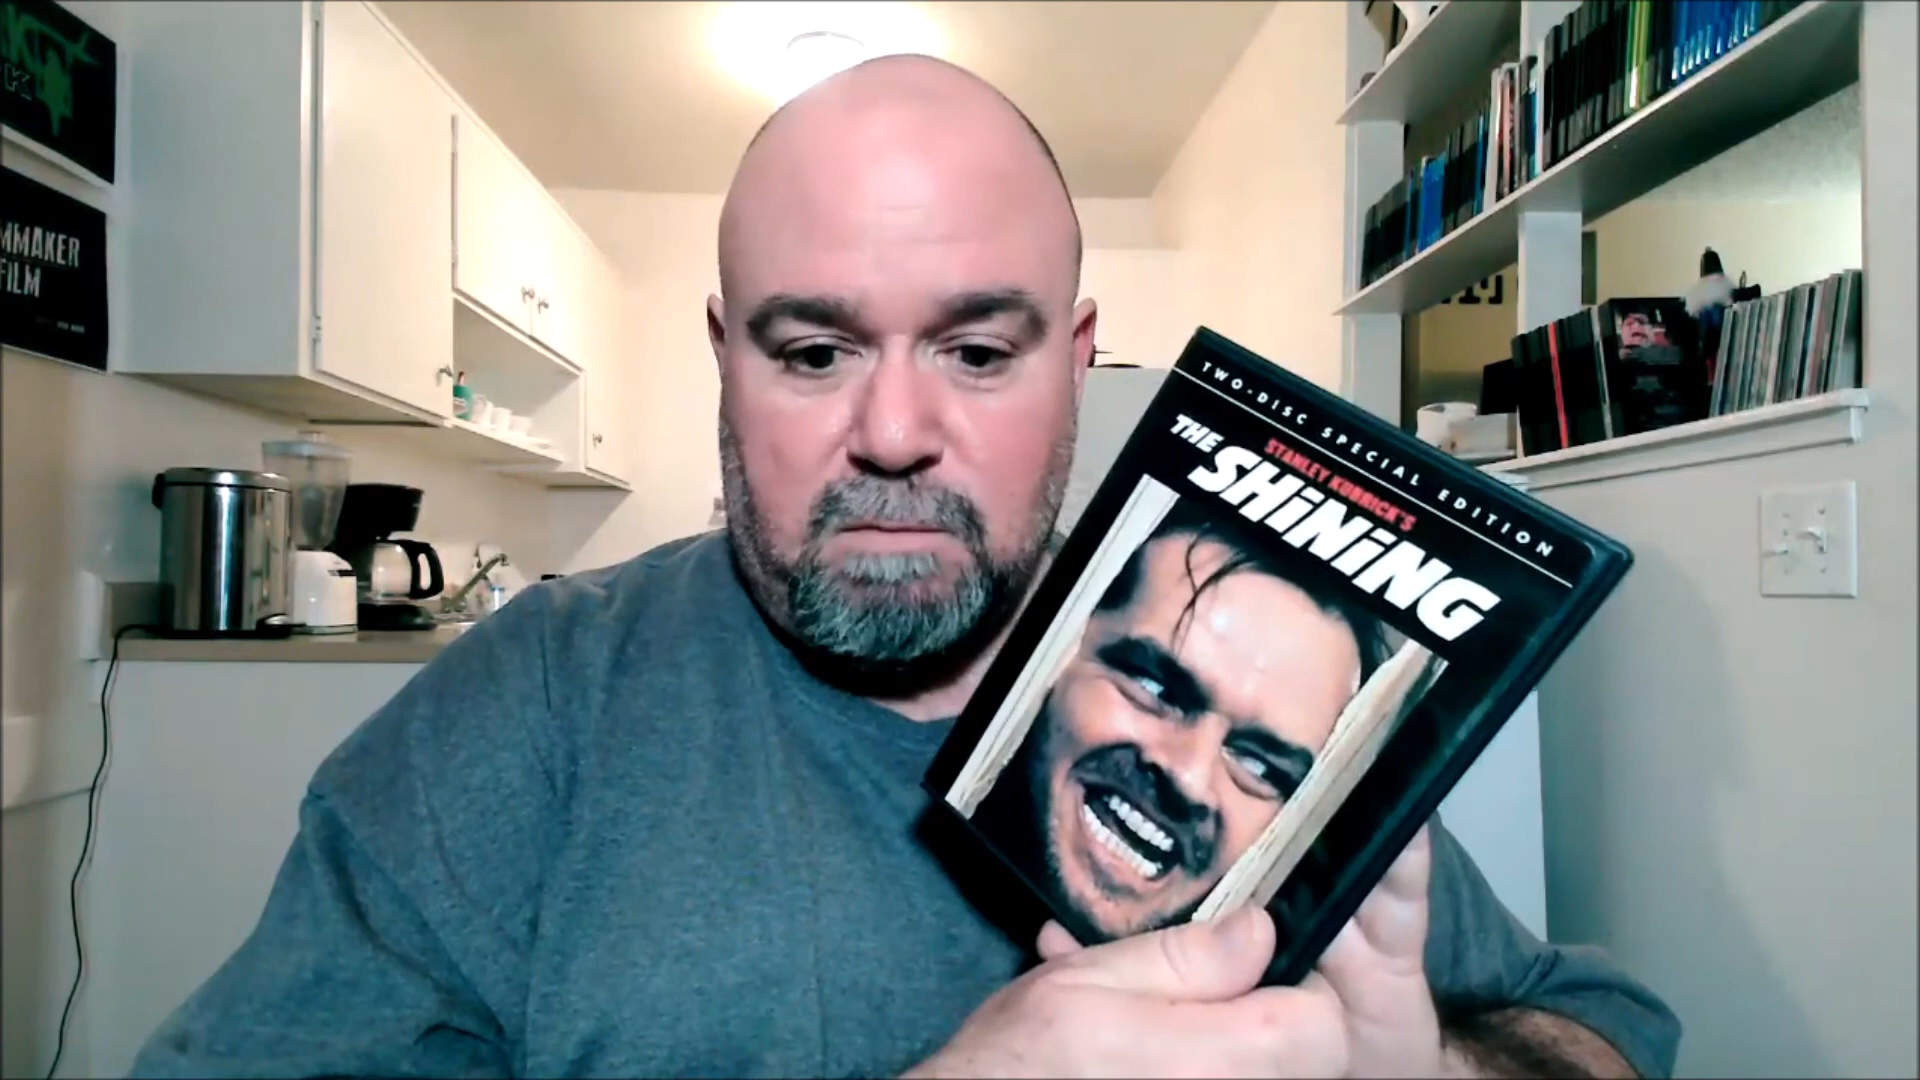 MMAKER
FILM
TWO-DISC SPECIAL EDITION
STANLEY KUBRICK'S
THE SHiNiNG